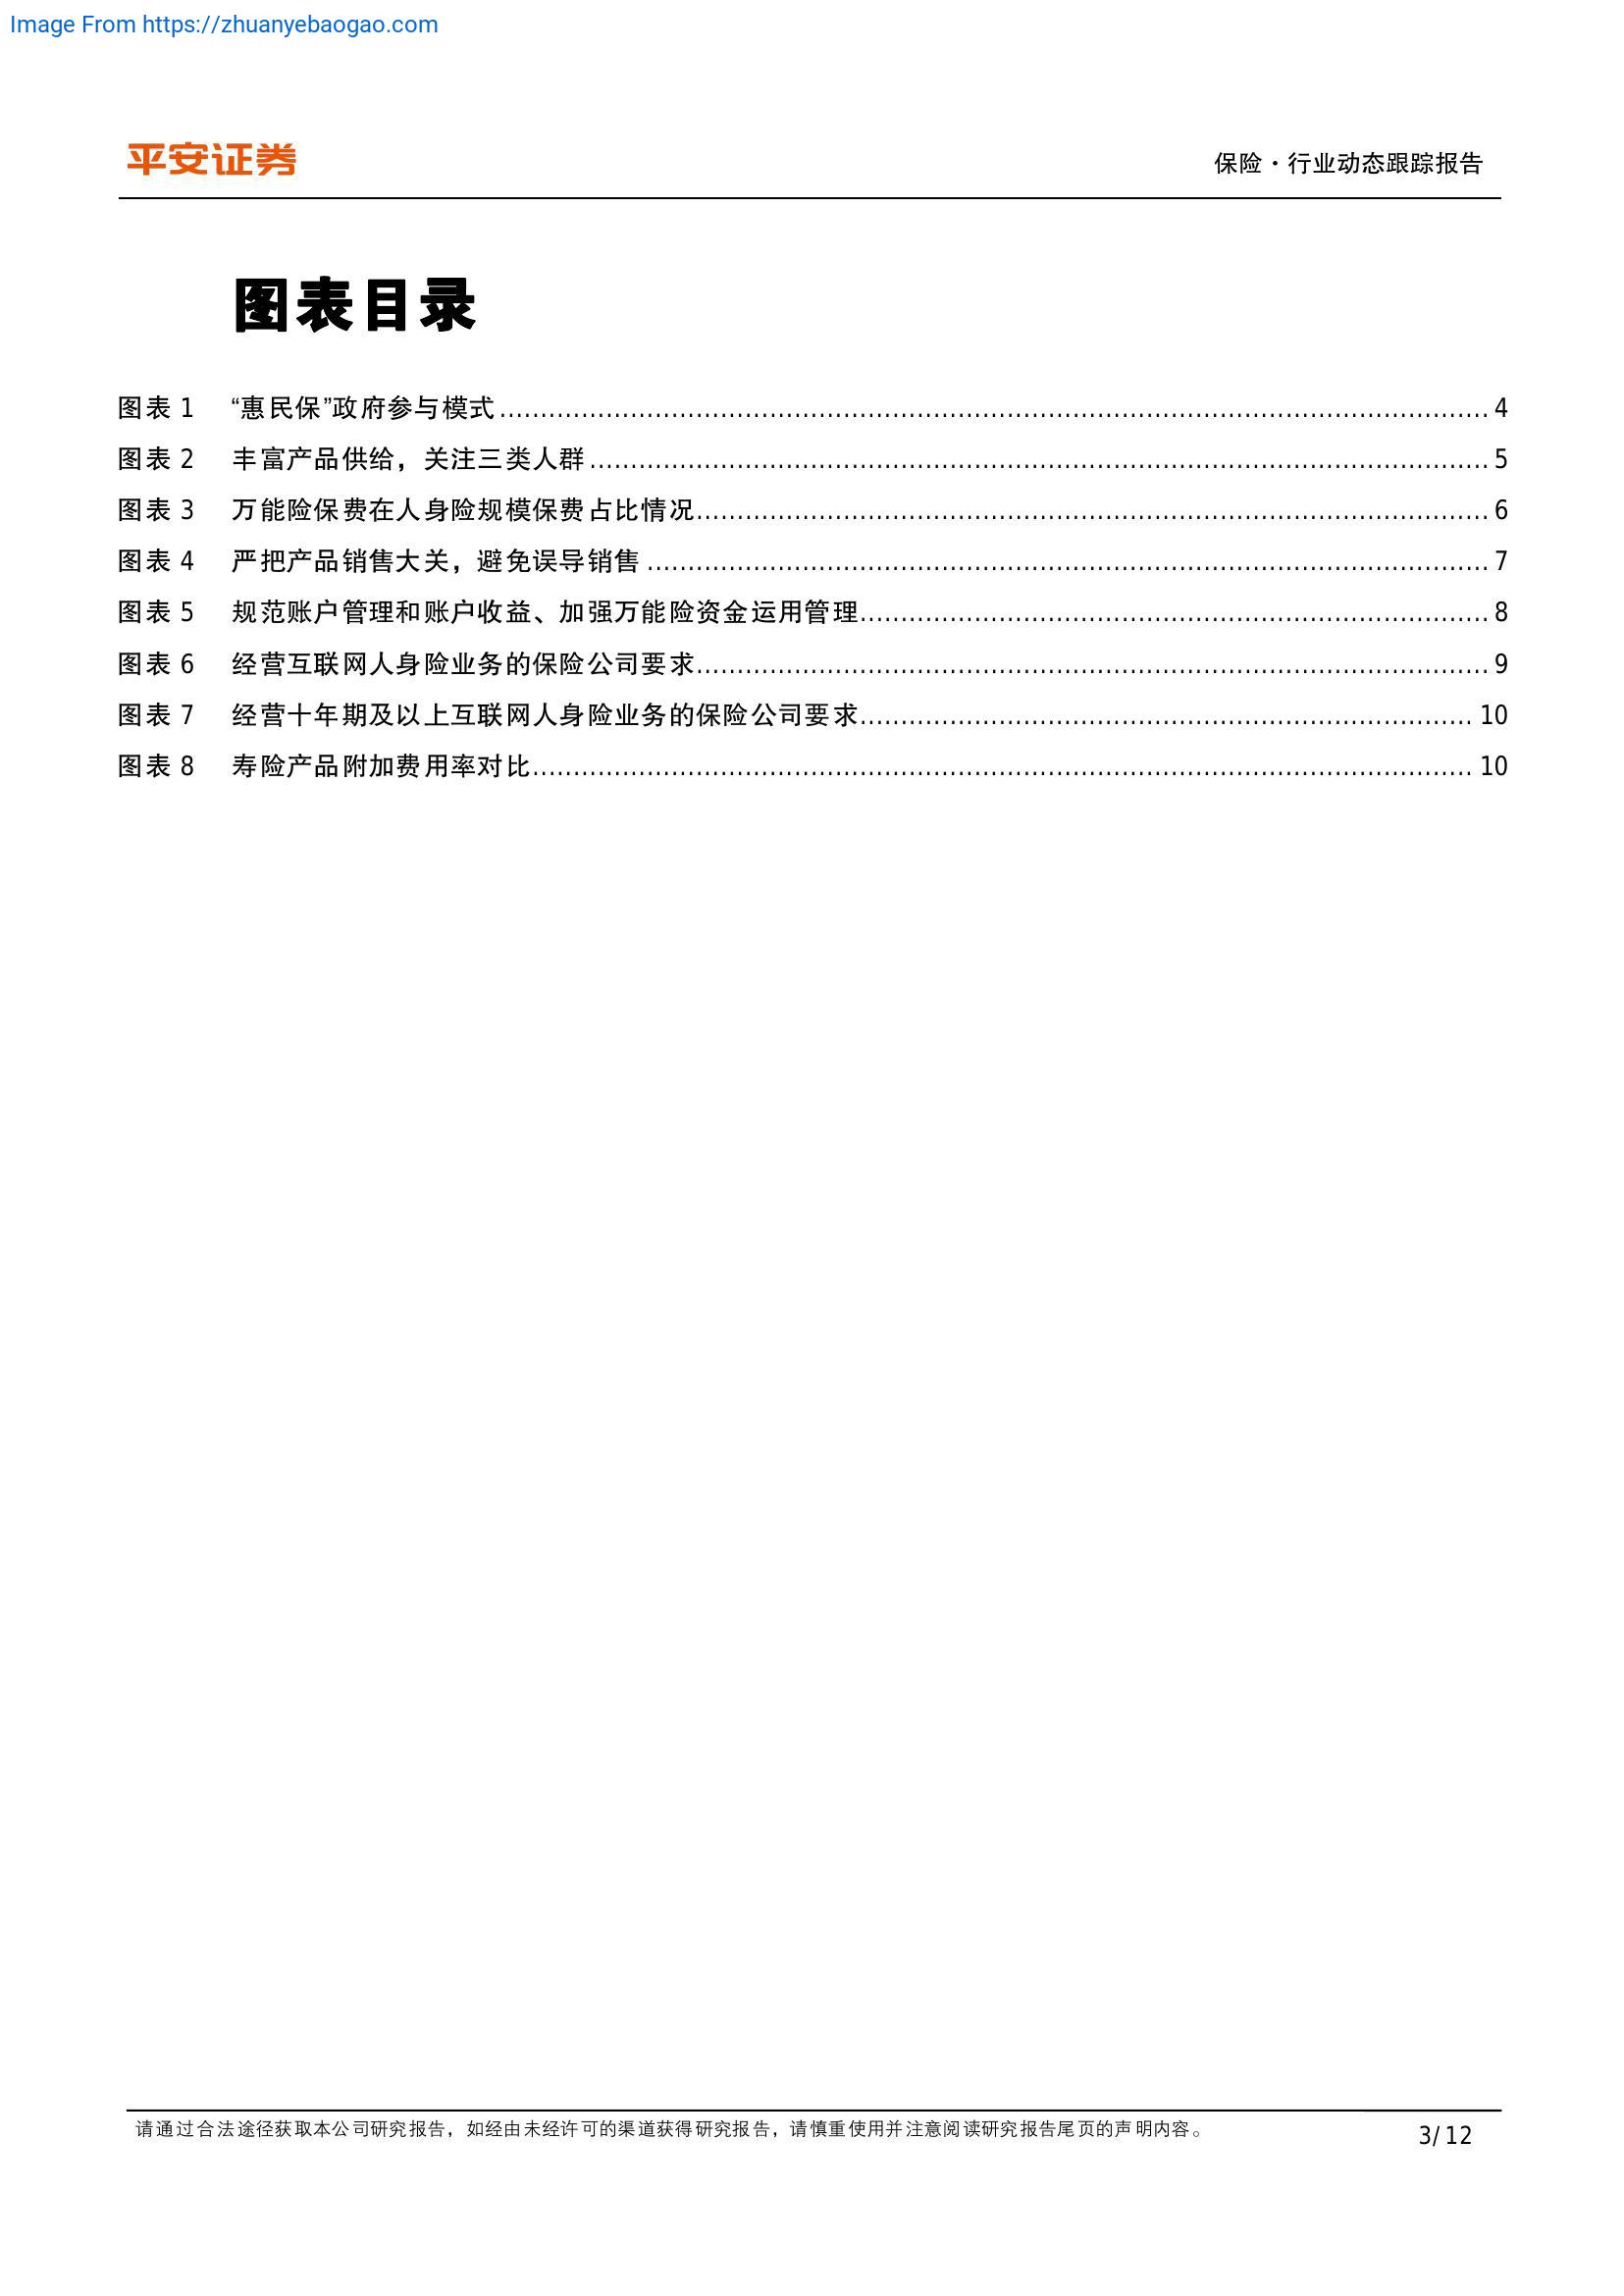 Image From https://zhuanyebaogao.com
平安证券
保险·行业动态跟踪报告
图表目录
图表 1 “惠民保”政府参与模式 4
图表 2 丰富产品供给，关注三类人群 5
图表 3 万能险保费在人身险规模保费占比情况 6
图表 4 严把产品销售大关，避免误导销售 7
图表 5 规范账户管理和账户收益、加强万能险资金运用管理 8
图表 6 经营互联网人身险业务的保险公司要求 9
图表 7 经营十年期及以上互联网人身险业务的保险公司要求 10
图表 8 寿险产品附加费用率对比 10
请通过合法途径获取本公司研究报告，如经由未经许可的渠道获得研究报告，请慎重使用并注意阅读研究报告尾页的声明内容。
3/ 12